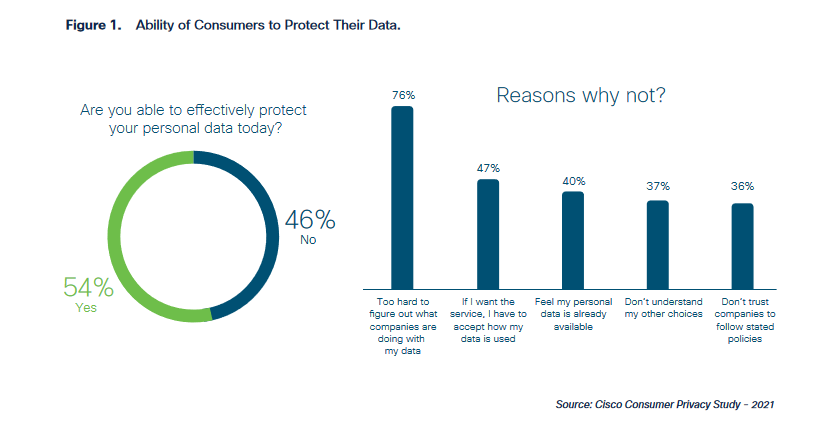 Figure 1. Ability of Consumers to Protect Their Data.
Are you able to effectively protect
your personal data today?
46%
No
54%
Yes
Reasons why not?
76%
47%
40%
37%
36%
Too hard to
figure out what
companies are
doing with
my data
If I want the
service, I have to
accept how my
data is used
Feel my personal
data is already
available
Don't understand
my other choices
Don't trust
companies to
follow stated
policies
Source: Cisco Consumer Privacy Study - 2021